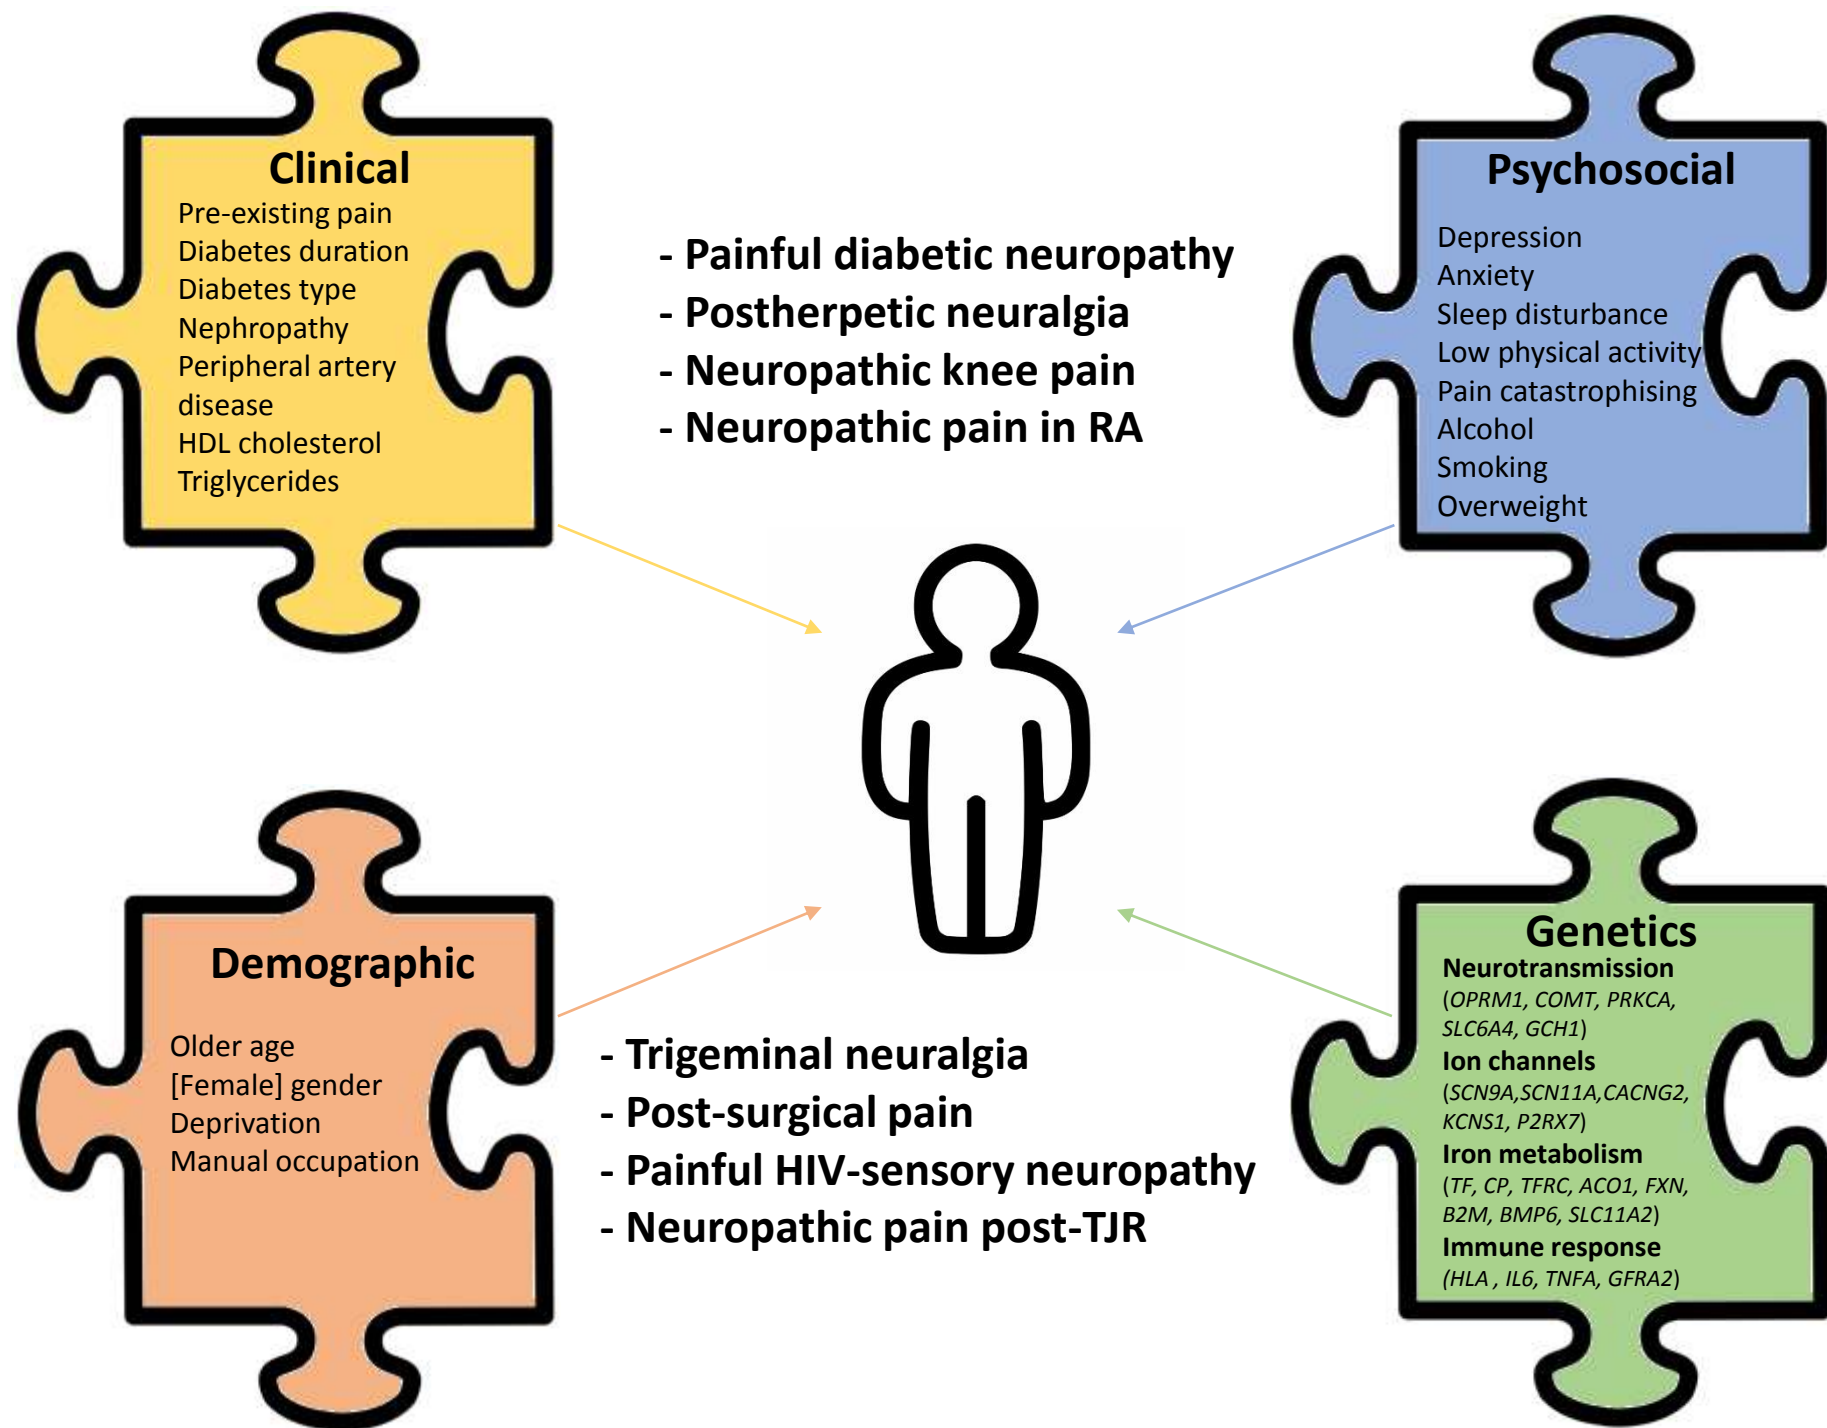 Clinical
Pre-existing pain
Diabetes duration
Diabetes type
Nephropathy
Peripheral artery
disease
HDL cholesterol
Triglycerides
- Painful diabetic neuropathy
- Postherpetic neuralgia
- Neuropathic knee pain
- Neuropathic pain in RA
Psychosocial
Depression
Anxiety
Sleep disturbance
Low physical activity
Pain catastrophising
Alcohol
Smoking
Overweight
Demographic
Older age
[Female] gender
Deprivation
Manual occupation
- Trigeminal neuralgia
- Post-surgical pain
- Painful HIV-sensory neuropathy
- Neuropathic pain post-TJR
Genetics
Neurotransmission
(OPRM1, COMT, PRKCA,
SLC6A4, GCH1)
Ion channels
(SCN9A,SCN11A,CACNG2,
KCNS1, P2RX7)
Iron metabolism
(TF, CP, TFRC, ACO1, FXN,
B2M, BMP6, SLC11A2)
Immune response
(HLA , IL6, TNFA, GFRA2)